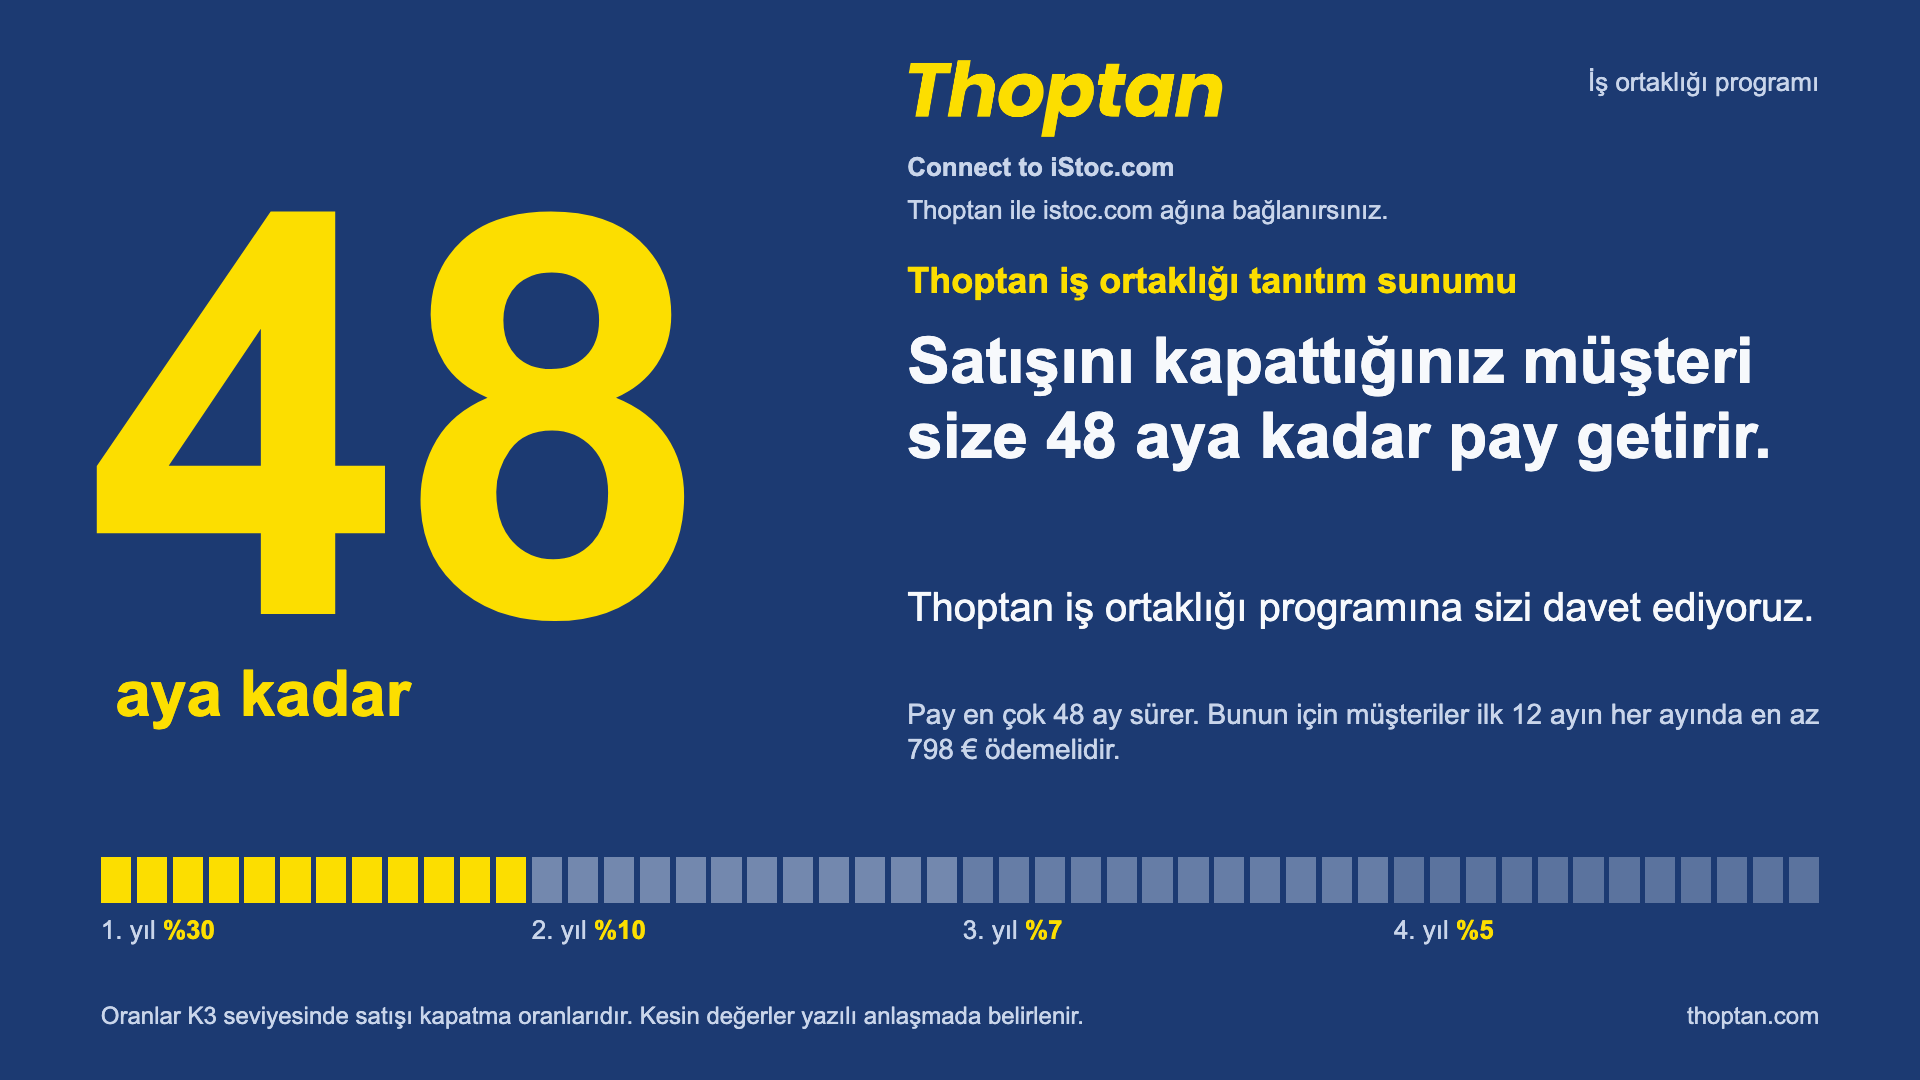 Thoptan
İş ortaklığı programı
Connect to iStoc.com
Thoptan ile istoc.com ağına bağlanırsınız.
Thoptan iş ortaklığı tanıtım sunumu
Satışını kapattığınız müşteri
size 48 aya kadar pay getirir.
48
aya kadar
Thoptan iş ortaklığı programına sizi davet ediyoruz.
Pay en çok 48 ay sürer. Bunun için müşteriler ilk 12 ayın her ayında en az
798 € ödemelidir.
1. yıl %30
2. yıl %10
3. yıl %7
4. yıl %5
Oranlar K3 seviyesinde satışı kapatma oranlarıdır. Kesin değerler yazılı anlaşmada belirlenir.
thoptan.com